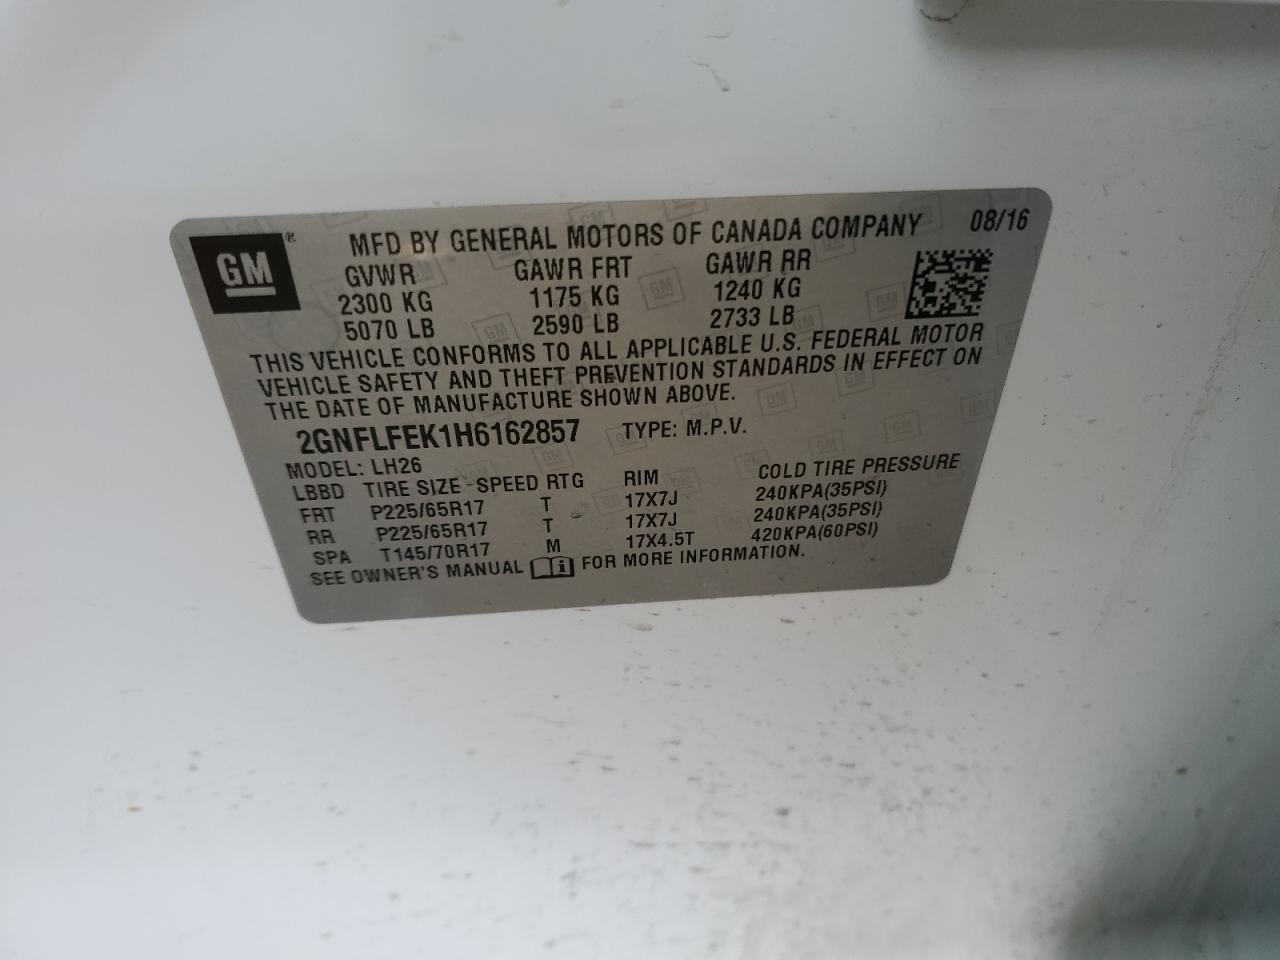 GM ® MFD BY GENERAL MOTORS OF CANADA COMPANY 08/16
GVWR GAWR FRT GAWR RR
2300 KG 1175 KG 1240 KG
5070 LB 2590 LB 2733 LB
THIS VEHICLE CONFORMS TO ALL APPLICABLE U.S. FEDERAL MOTOR
VEHICLE SAFETY AND THEFT PREVENTION STANDARDS IN EFFECT ON
THE DATE OF MANUFACTURE SHOWN ABOVE.
2GNFLFEK1H6162857 TYPE: M.P.V.
MODEL: LH26
LBBD TIRE SIZE - SPEED RTG RIM COLD TIRE PRESSURE
FRT P225/65R17 T 17X7J 240KPA(35PSI)
RR P225/65R17 T 17X7J 240KPA(35PSI)
SPA T145/70R17 M 17X4.5T 420KPA(60PSI)
SEE OWNER'S MANUAL i FOR MORE INFORMATION.